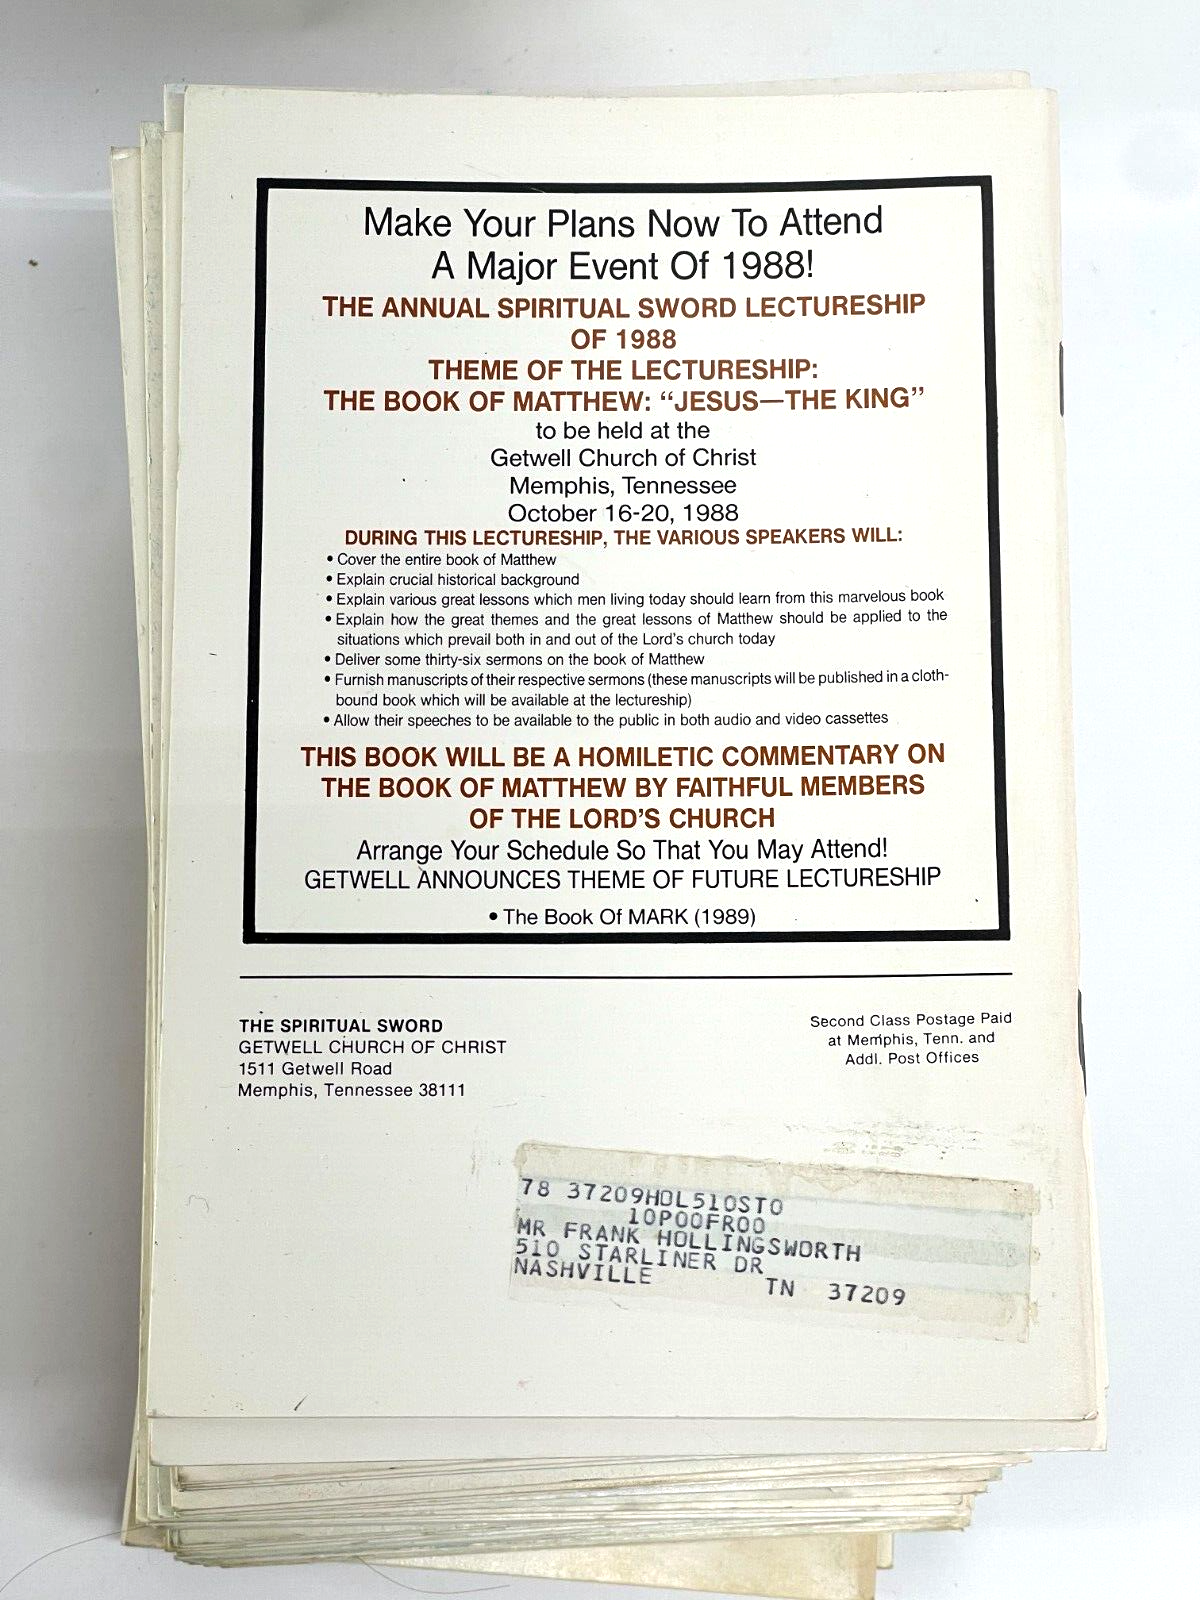 Make Your Plans Now To Attend
A Major Event Of 1988!
THE ANNUAL SPIRITUAL SWORD LECTURESHIP
OF 1988
THEME OF THE LECTURESHIP:
THE BOOK OF MATTHEW: “JESUS—THE KING”
to be held at the
Getwell Church of Christ
Memphis, Tennessee
October 16-20, 1988
DURING THIS LECTURESHIP, THE VARIOUS SPEAKERS WILL:
• Cover the entire book of Matthew
• Explain crucial historical background
• Explain various great lessons which men living today should learn from this marvelous book
• Explain how the great themes and the great lessons of Matthew should be applied to the
situations which prevail both in and out of the Lord's church today
• Deliver some thirty-six sermons on the book of Matthew
• Furnish manuscripts of their respective sermons (these manuscripts will be published in a cloth-
bound book which will be available at the lectureship)
• Allow their speeches to be available to the public in both audio and video cassettes
THIS BOOK WILL BE A HOMILETIC COMMENTARY ON
THE BOOK OF MATTHEW BY FAITHFUL MEMBERS
OF THE LORD'S CHURCH
Arrange Your Schedule So That You May Attend!
GETWELL ANNOUNCES THEME OF FUTURE LECTURESHIP
• The Book Of MARK (1989)
THE SPIRITUAL SWORD
GETWELL CHURCH OF CHRIST
1511 Getwell Road
Memphis, Tennessee 38111
Second Class Postage Paid
at Memphis, Tenn. and
Addl. Post Offices
78 37209HOL510STO
10P00FR00
MR FRANK HOLLINGSWORTH
510 STARLINER DR
NASHVILLE TN 37209